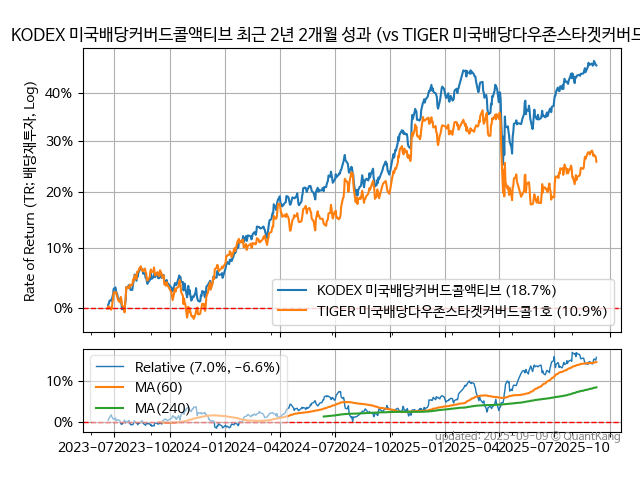 KODEX 미국배당커버드콜액티브 최근 2년 2개월 성과 (vs TIGER 미국배당다우존스타겟커버드
Rate of Return (TR: 배당재투자, Log)
40%
30%
20%
10%
0%
KODEX 미국배당커버드콜액티브 (18.7%)
TIGER 미국배당다우존스타겟커버드콜1호 (10.9%)
10%
0%
Relative (7.0%, −6.6%)
MA(60)
MA(240)
2023-07 2023-10 2024-01 2024-04 2024-07 2024-10 2025-01 2025-04 2025-07 2025-10
updated: 2025-09-09 © QuantKang